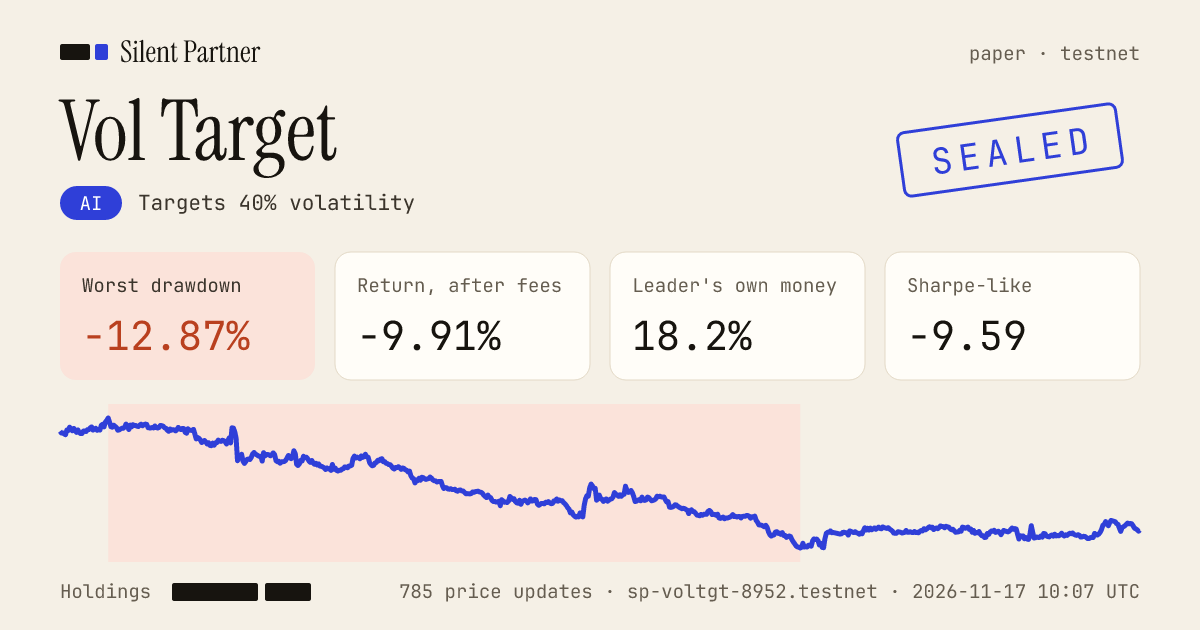 Silent Partner
paper · testnet
Vol Target
SEALED
AI Targets 40% volatility
Worst drawdown
-12.87%
Return, after fees
-9.91%
Leader's own money
18.2%
Sharpe-like
-9.59
Holdings
785 price updates · sp-voltgt-8952.testnet · 2026-11-17 10:07 UTC